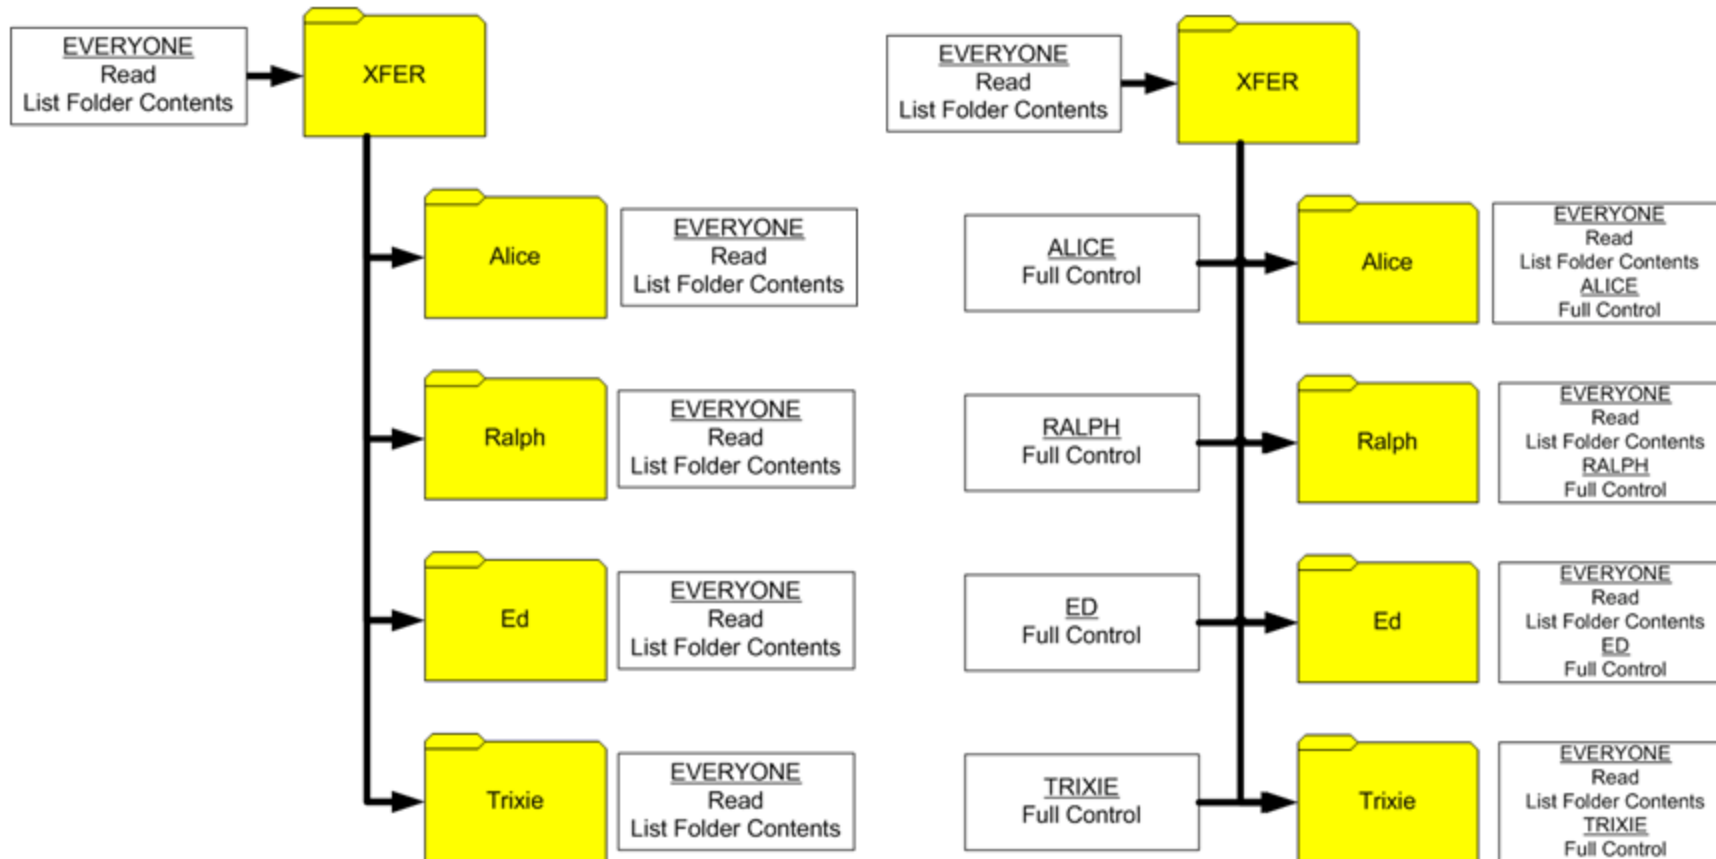 EVERYONE
Read
List Folder Contents
XFER
Alice
EVERYONE
Read
List Folder Contents
Ralph
EVERYONE
Read
List Folder Contents
Ed
EVERYONE
Read
List Folder Contents
Trixie
EVERYONE
Read
List Folder Contents
EVERYONE
Read
List Folder Contents
XFER
ALICE
Full Control
Alice
EVERYONE
Read
List Folder Contents
ALICE
Full Control
RALPH
Full Control
Ralph
EVERYONE
Read
List Folder Contents
RALPH
Full Control
ED
Full Control
Ed
EVERYONE
Read
List Folder Contents
ED
Full Control
TRIXIE
Full Control
Trixie
EVERYONE
Read
List Folder Contents
TRIXIE
Full Control